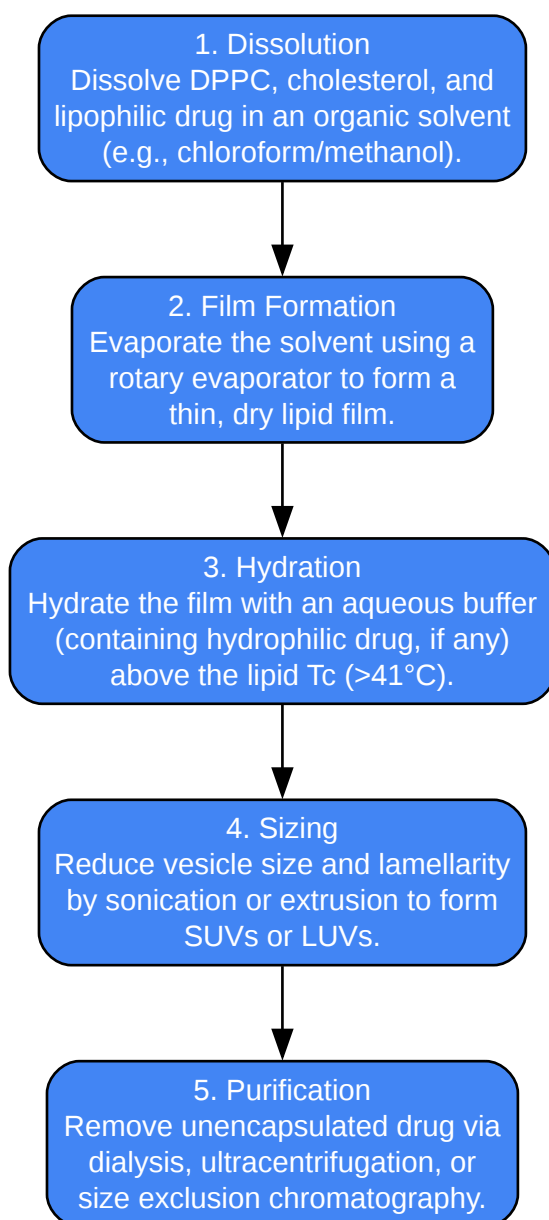 1. Dissolution
Dissolve DPPC, cholesterol, and
lipophilic drug in an organic solvent
(e.g., chloroform/methanol).
2. Film Formation
Evaporate the solvent using a
rotary evaporator to form a
thin, dry lipid film.
3. Hydration
Hydrate the film with an aqueous buffer
(containing hydrophilic drug, if any)
above the lipid Tc (>41°C).
4. Sizing
Reduce vesicle size and lamellarity
by sonication or extrusion to form
SUVs or LUVs.
5. Purification
Remove unencapsulated drug via
dialysis, ultracentrifugation, or
size exclusion chromatography.